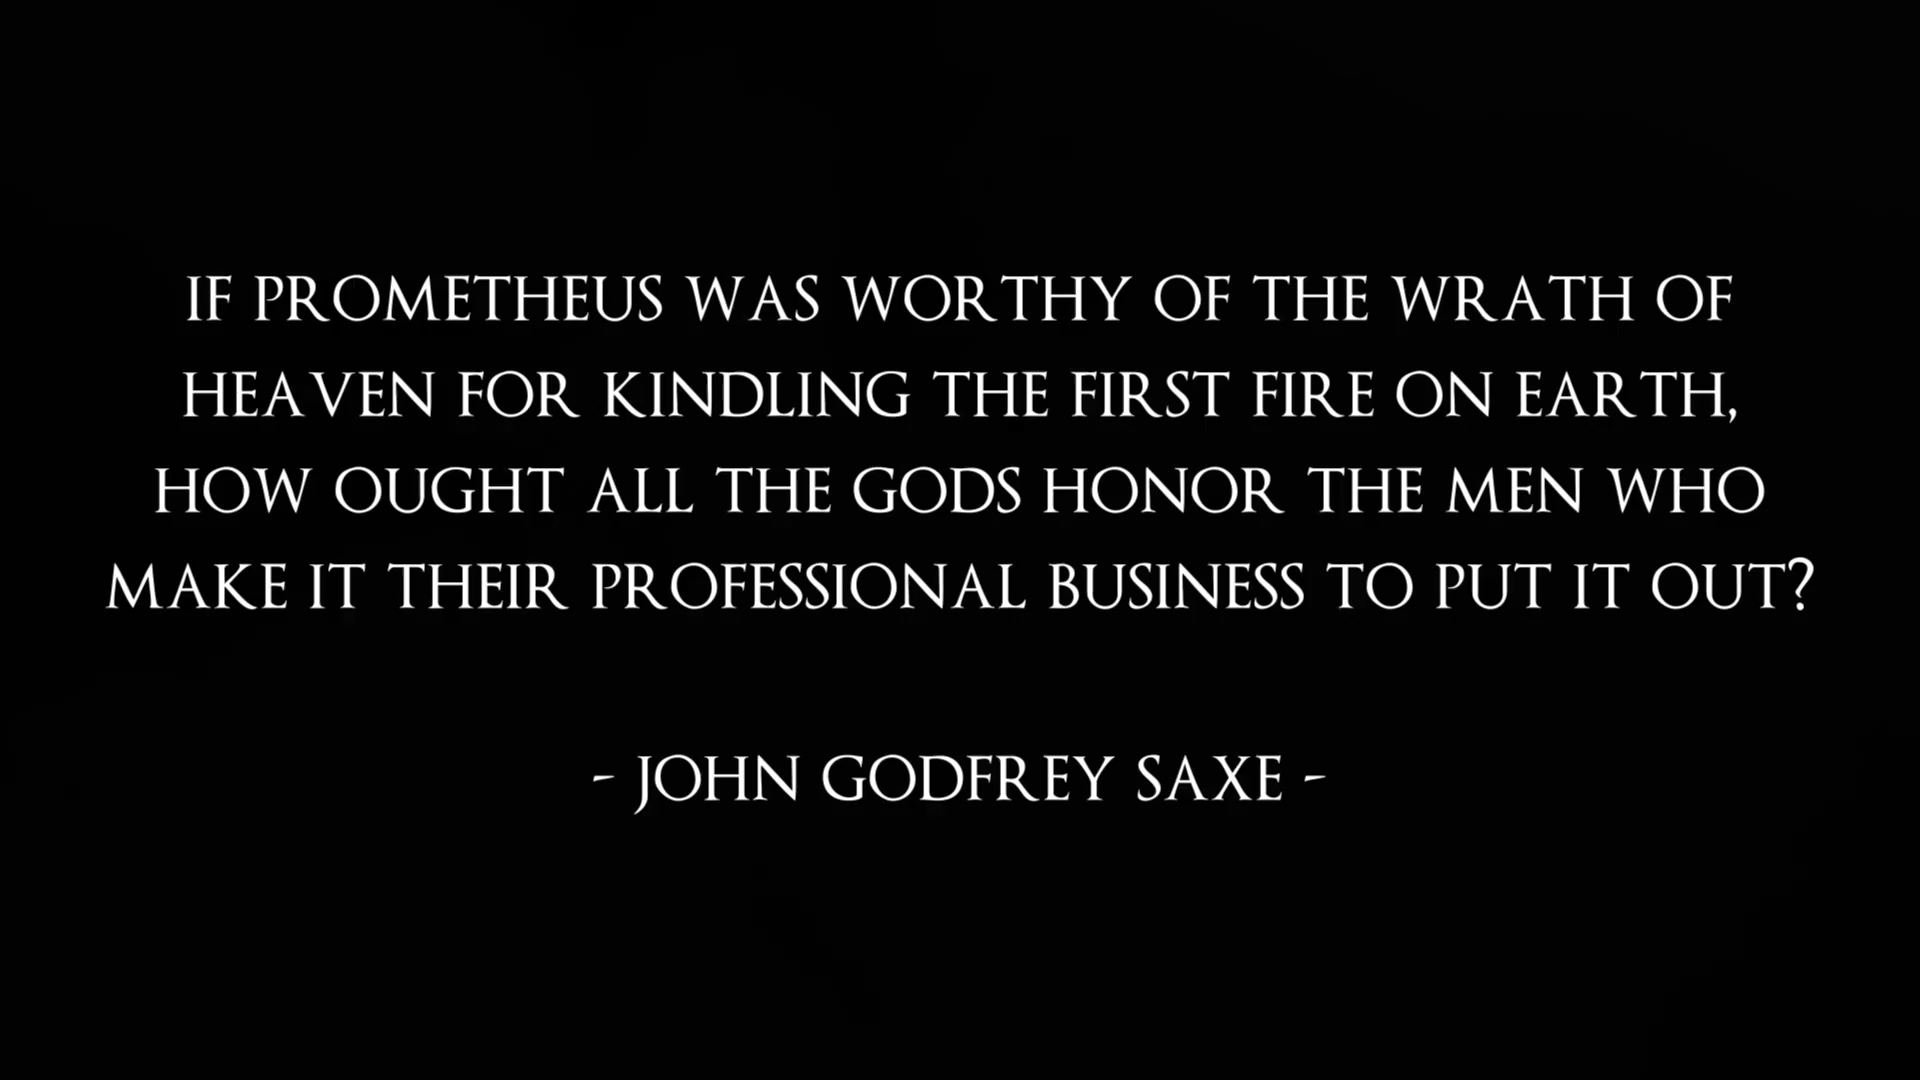 IF PROMETHEUS WAS WORTHY OF THE WRATH OF
HEAVEN FOR KINDLING THE FIRST FIRE ON EARTH,
HOW OUGHT ALL THE GODS HONOR THE MEN WHO
MAKE IT THEIR PROFESSIONAL BUSINESS TO PUT IT OUT?
- JOHN GODFREY SAXE -